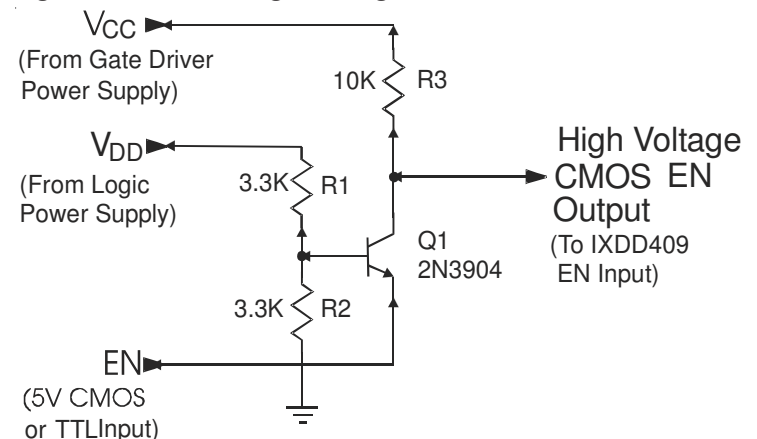 VCC
(From Gate Driver
Power Supply)
10K R3
VDD
(From Logic
Power Supply)
3.3K R1
High Voltage
CMOS EN
Output
(To IXDD409
EN Input)
Q1
2N3904
3.3K R2
EN
(5V CMOS
or TTLInput)